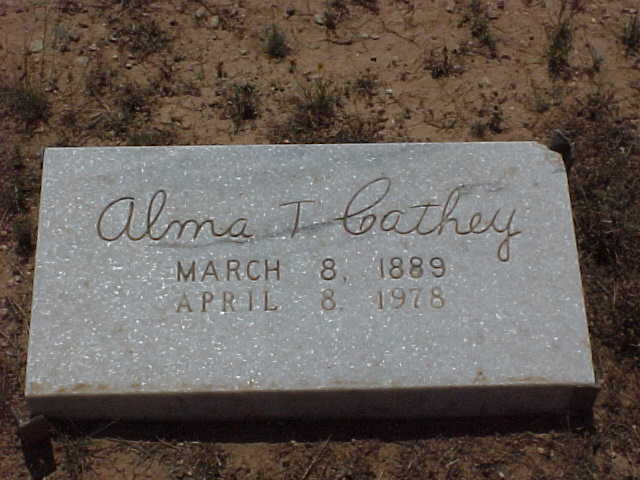 Alma T Cathey
MARCH 8, 1889
APRIL 8, 1978